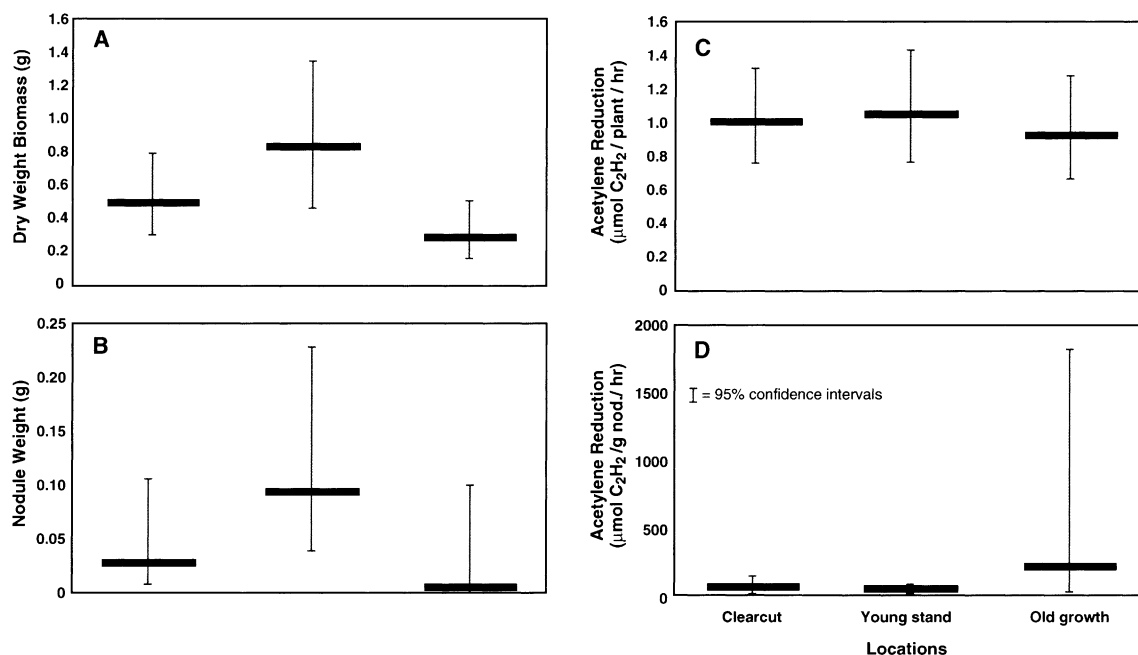 A
Dry Weight Biomass (g)
1.6
1.4
1.2
1.0
0.8
0.6
0.4
0.2
0
B
Nodule Weight (g)
0.25
0.20
0.15
0.10
0.05
0
C
Acetylene Reduction
(μmol C₂H₂ / plant / hr)
1.6
1.4
1.2
1.0
0.8
0.6
0.4
0.2
0
D
I = 95% confidence intervals
Acetylene Reduction
(μmol C₂H₂ /g nod./ hr)
2000
1500
1000
500
0
Clearcut Young stand Old growth
Locations